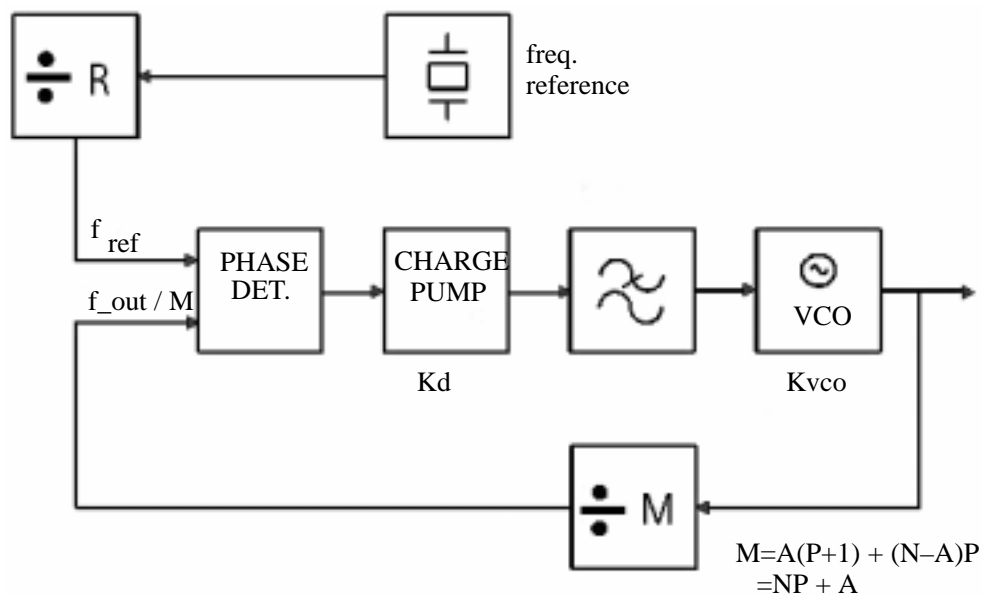 ÷ R
freq.
reference
f ref
f_out / M
PHASE
DET.
CHARGE
PUMP
VCO
Kd
Kvco
÷ M
M=A(P+1) + (N–A)P
=NP + A